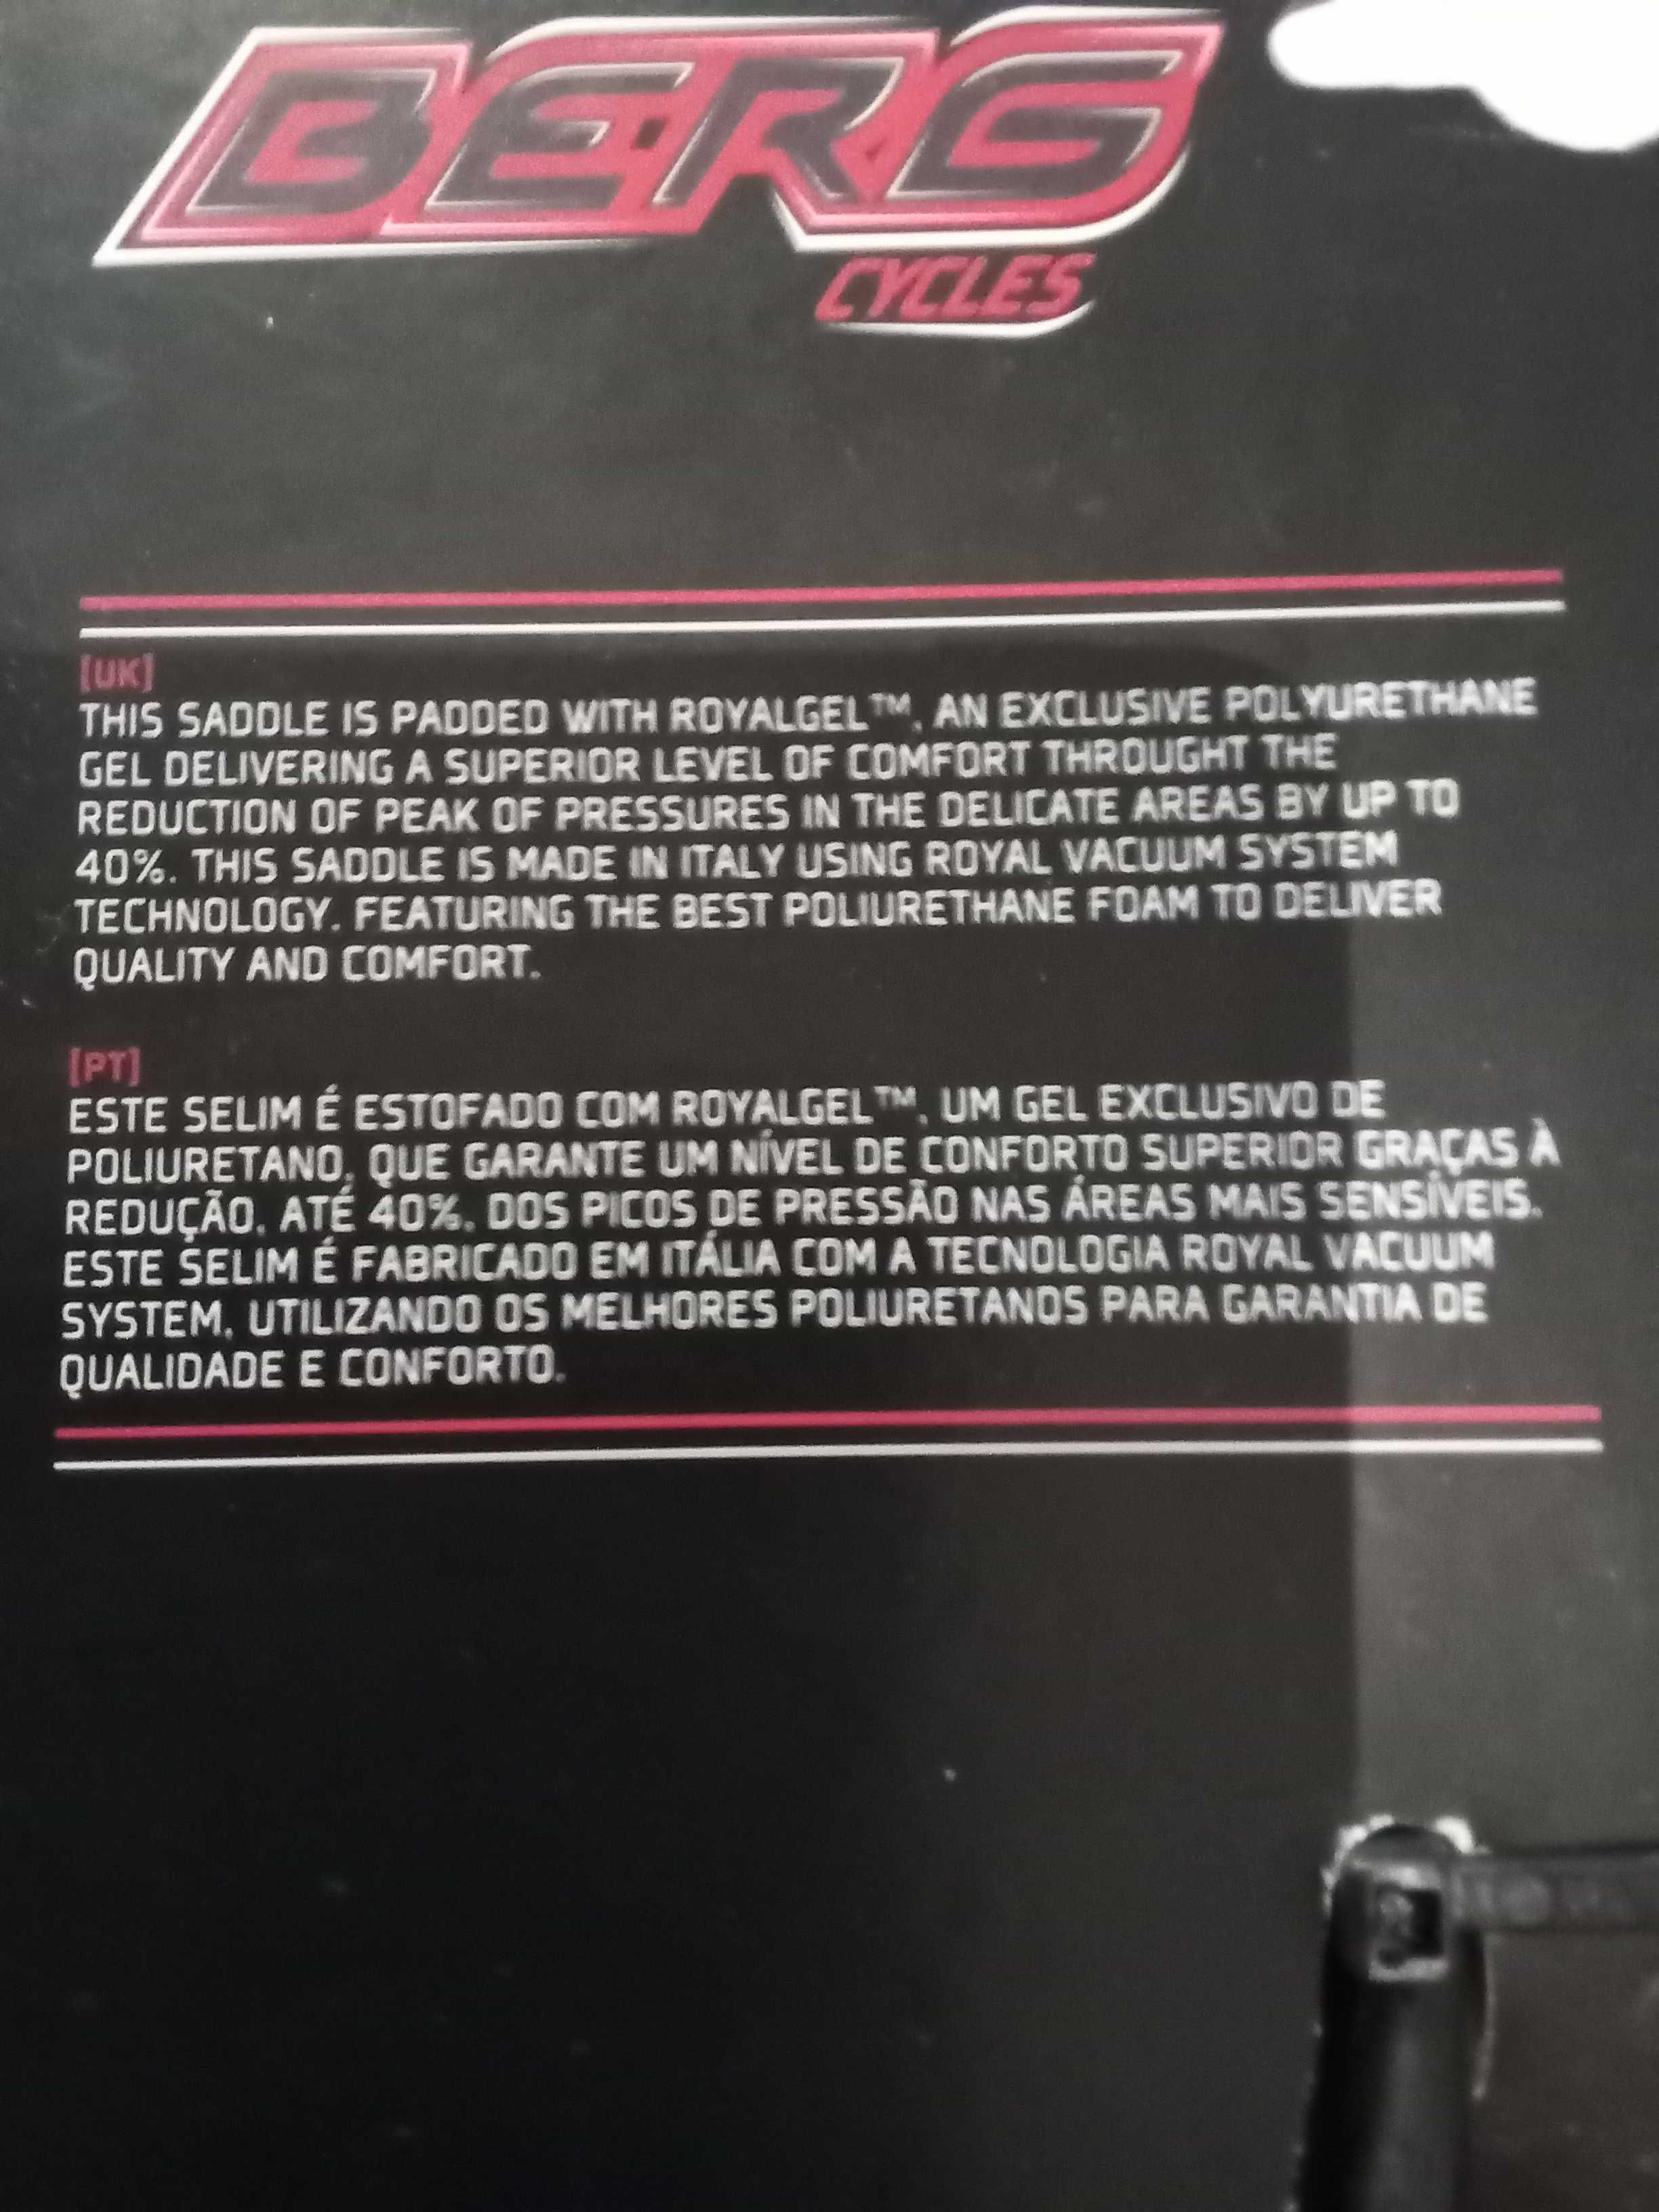 BERG
CYCLES
[UK]
THIS SADDLE IS PADDED WITH ROYALGEL™, AN EXCLUSIVE POLYURETHANE
GEL DELIVERING A SUPERIOR LEVEL OF COMFORT THROUGHT THE
REDUCTION OF PEAK OF PRESSURES IN THE DELICATE AREAS BY UP TO
40%. THIS SADDLE IS MADE IN ITALY USING ROYAL VACUUM SYSTEM
TECHNOLOGY. FEATURING THE BEST POLIURETHANE FOAM TO DELIVER
QUALITY AND COMFORT.
[PT]
ESTE SELIM É ESTOFADO COM ROYALGEL™, UM GEL EXCLUSIVO DE
POLIURETANO, QUE GARANTE UM NÍVEL DE CONFORTO SUPERIOR GRAÇAS À
REDUÇÃO, ATÉ 40%, DOS PICOS DE PRESSÃO NAS ÁREAS MAIS SENSÍVEIS.
ESTE SELIM É FABRICADO EM ITÁLIA COM A TECNOLOGIA ROYAL VACUUM
SYSTEM, UTILIZANDO OS MELHORES POLIURETANOS PARA GARANTIA DE
QUALIDADE E CONFORTO.